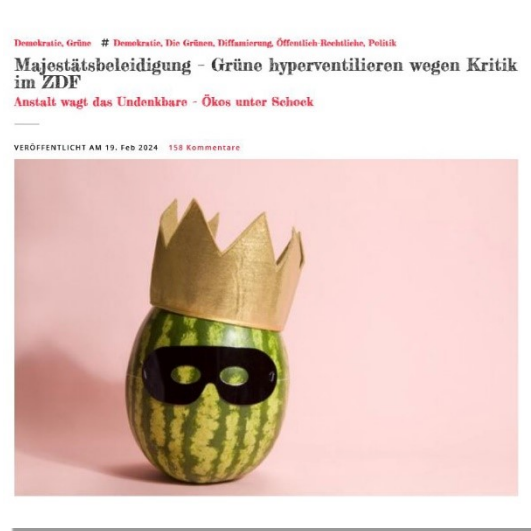 Demokratie, Grüne # Demokratie, Die Grünen, Diffamierung, Öffentlich-Rechtliche, Politik
Majestätsbeleidigung – Grüne hyperventilieren wegen Kritik
im ZDF
Anstalt wagt das Undenkbare - Ökos unter Schock
VERÖFFENTLICHT AM 19. Feb 2024 158 Kommentare